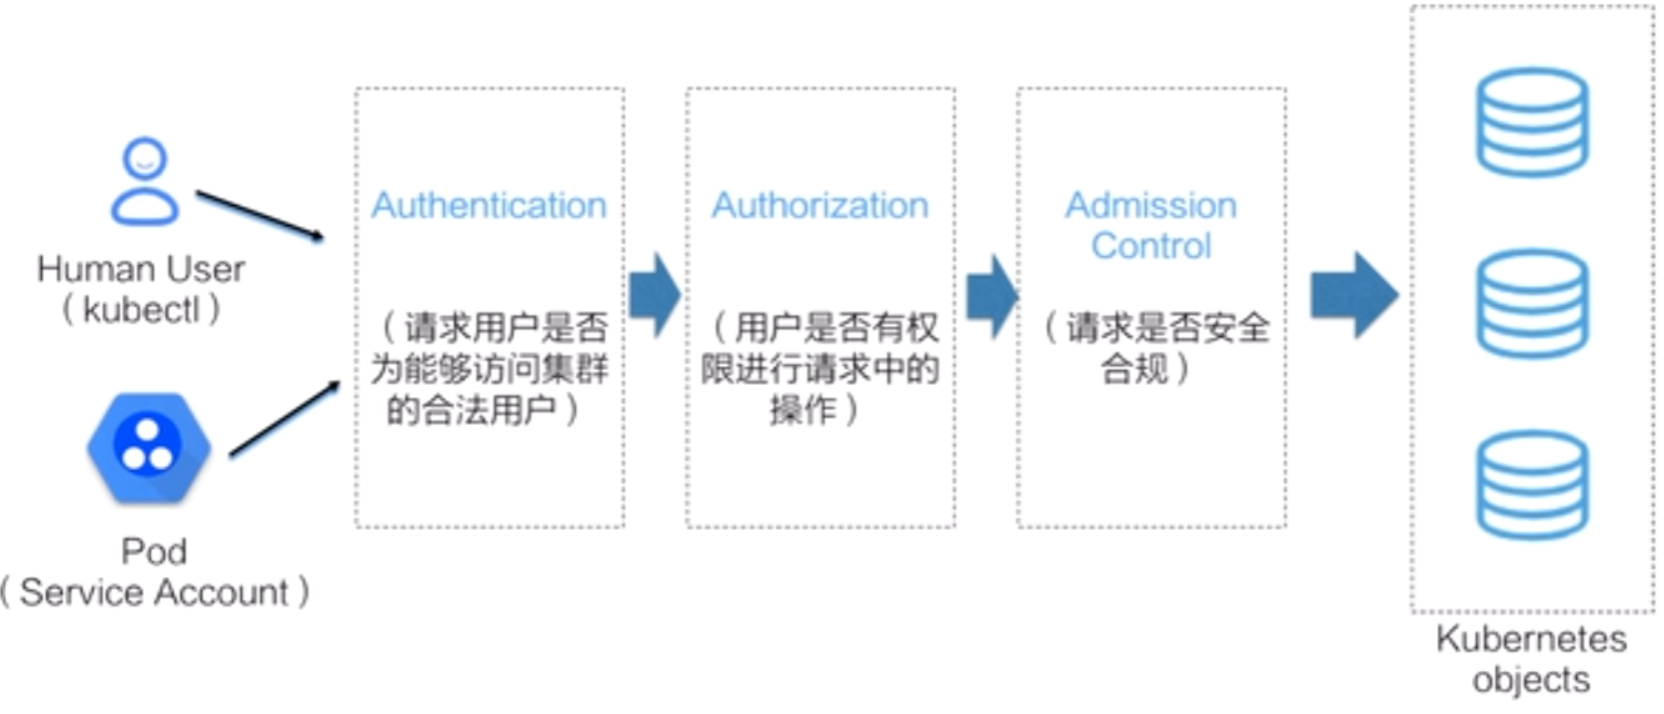 Human User
（kubectl）
Pod
（Service Account）
Authentication
（请求用户是否
为能够访问集群
的合法用户）
Authorization
（用户是否有权
限进行请求中的
操作）
Admission
Control
（请求是否安全
合规）
Kubernetes
objects